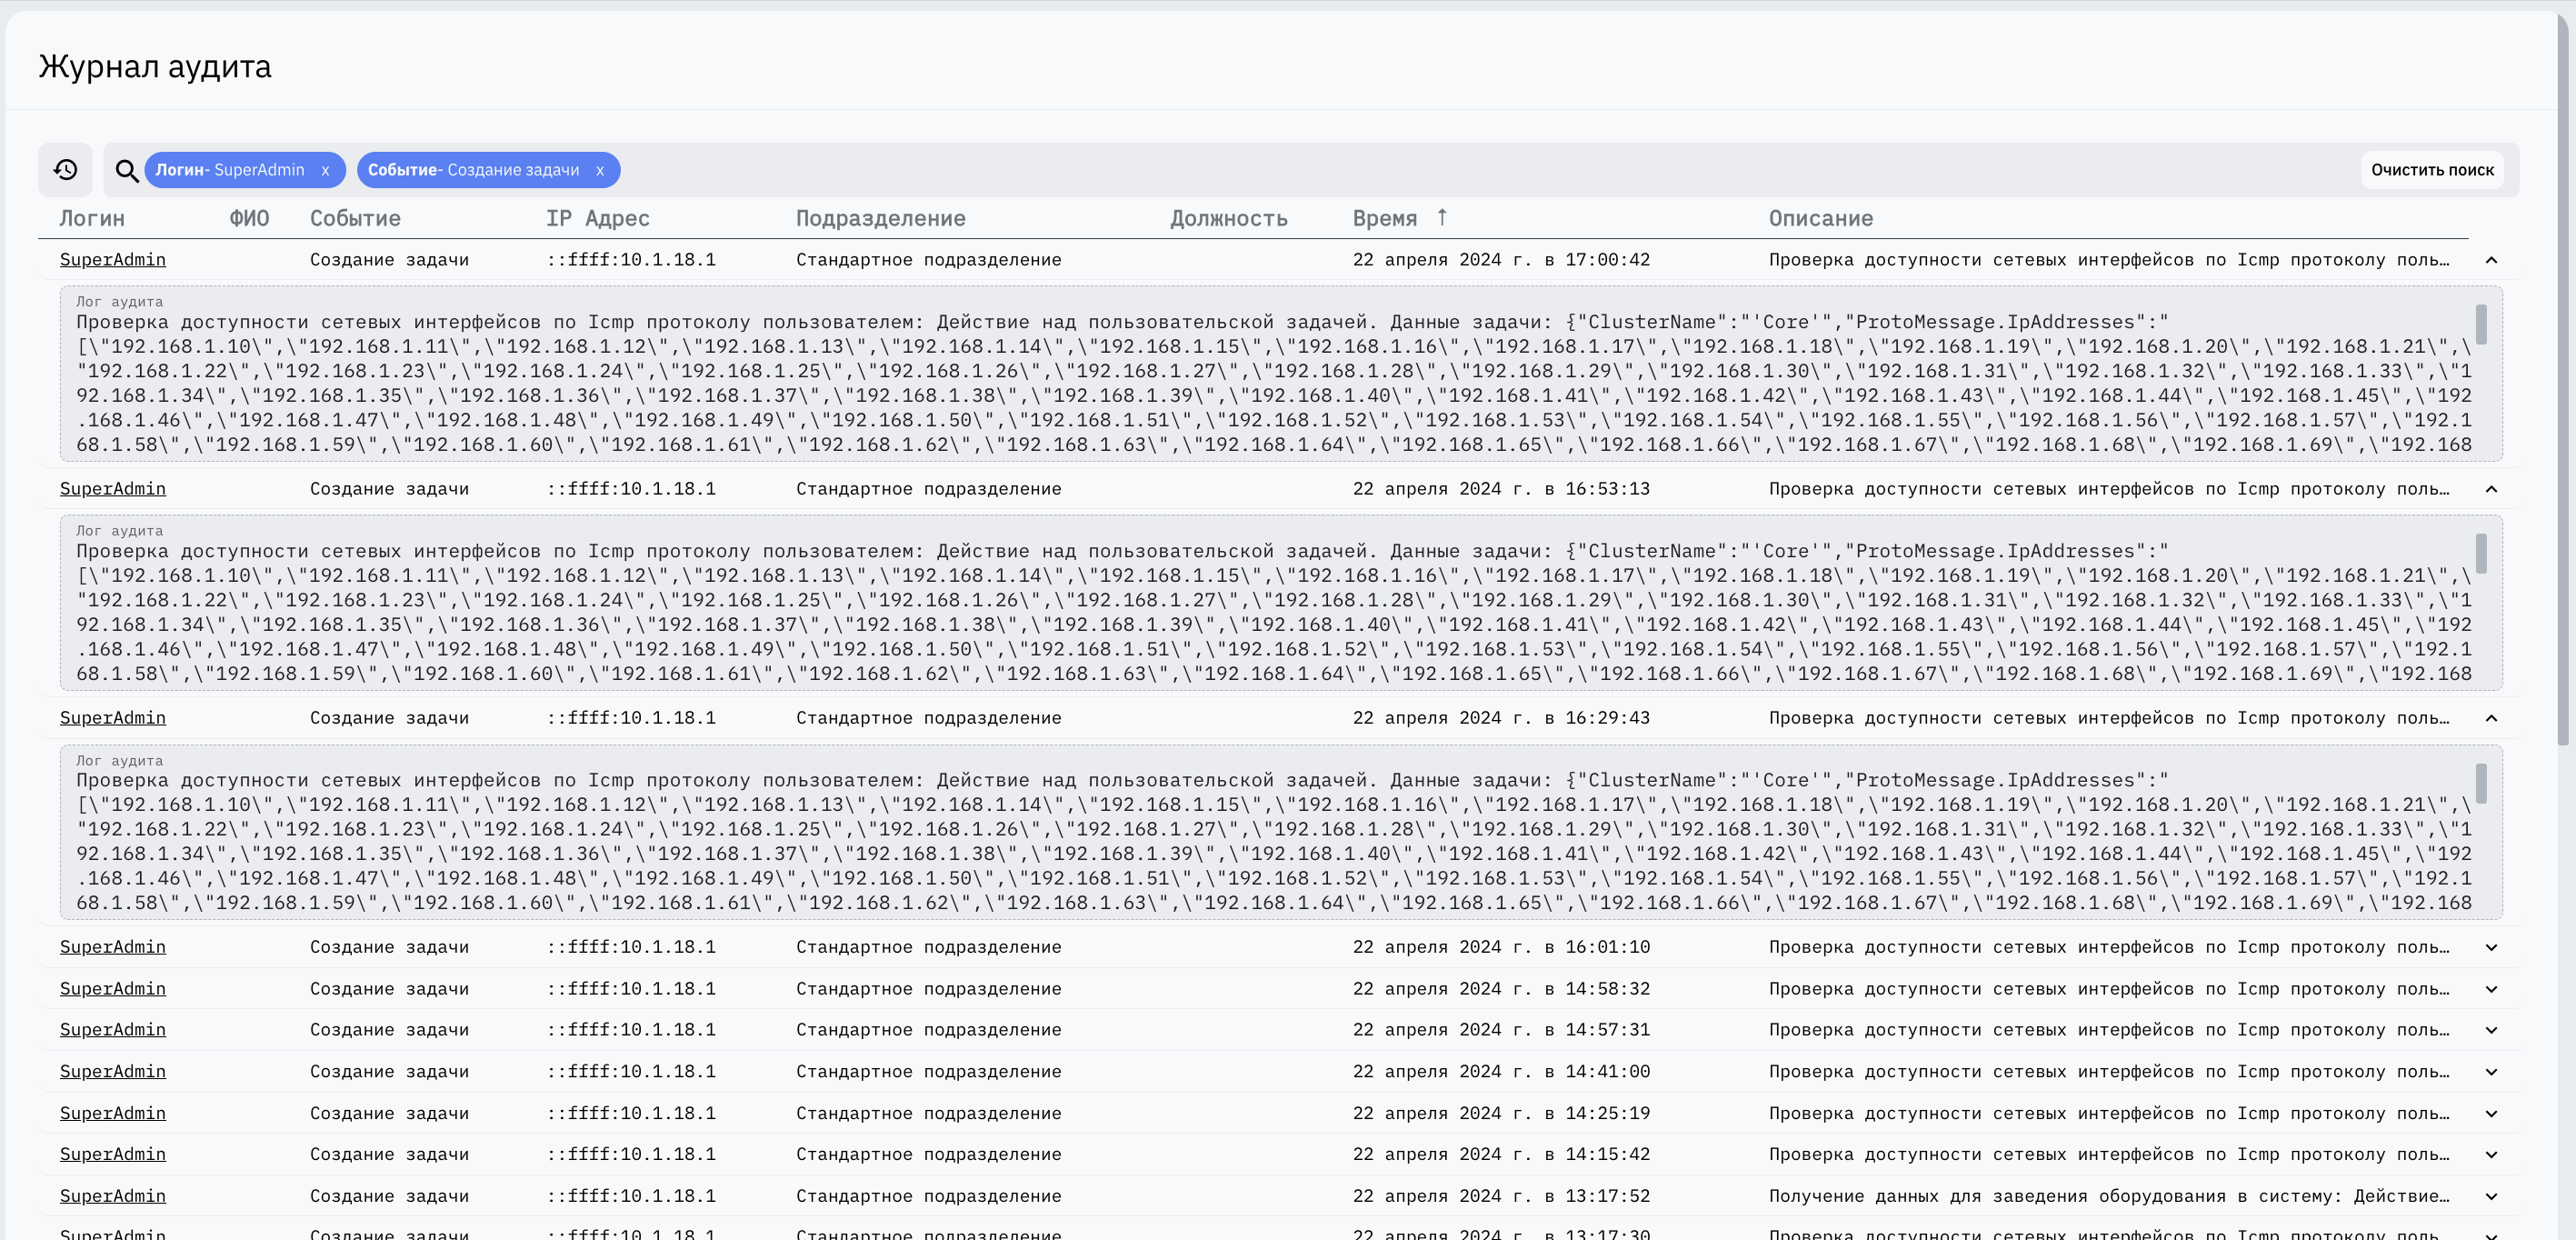 Журнал аудита
Логин- SuperAdmin x Событие- Создание задачи x Очистить поиск
Логин ФИО Событие IP Адрес Подразделение Должность Время ↑ Описание
SuperAdmin Создание задачи ::ffff:10.1.18.1 Стандартное подразделение 22 апреля 2024 г. в 17:00:42 Проверка доступности сетевых интерфейсов по Icmp протоколу поль…
Лог аудита
Проверка доступности сетевых интерфейсов по Icmp протоколу пользователем: Действие над пользовательской задачей. Данные задачи: {"ClusterName":"'Core'","ProtoMessage.IpAddresses":"
[\"192.168.1.10\",\"192.168.1.11\",\"192.168.1.12\",\"192.168.1.13\",\"192.168.1.14\",\"192.168.1.15\",\"192.168.1.16\",\"192.168.1.17\",\"192.168.1.18\",\"192.168.1.19\",\"192.168.1.20\",\"192.168.1.21\",\
"192.168.1.22\",\"192.168.1.23\",\"192.168.1.24\",\"192.168.1.25\",\"192.168.1.26\",\"192.168.1.27\",\"192.168.1.28\",\"192.168.1.29\",\"192.168.1.30\",\"192.168.1.31\",\"192.168.1.32\",\"192.168.1.33\",\"1
92.168.1.34\",\"192.168.1.35\",\"192.168.1.36\",\"192.168.1.37\",\"192.168.1.38\",\"192.168.1.39\",\"192.168.1.40\",\"192.168.1.41\",\"192.168.1.42\",\"192.168.1.43\",\"192.168.1.44\",\"192.168.1.45\",\"192
.168.1.46\",\"192.168.1.47\",\"192.168.1.48\",\"192.168.1.49\",\"192.168.1.50\",\"192.168.1.51\",\"192.168.1.52\",\"192.168.1.53\",\"192.168.1.54\",\"192.168.1.55\",\"192.168.1.56\",\"192.168.1.57\",\"192.1
68.1.58\",\"192.168.1.59\",\"192.168.1.60\",\"192.168.1.61\",\"192.168.1.62\",\"192.168.1.63\",\"192.168.1.64\",\"192.168.1.65\",\"192.168.1.66\",\"192.168.1.67\",\"192.168.1.68\",\"192.168.1.69\",\"192.168
SuperAdmin Создание задачи ::ffff:10.1.18.1 Стандартное подразделение 22 апреля 2024 г. в 16:53:13 Проверка доступности сетевых интерфейсов по Icmp протоколу поль…
Лог аудита
Проверка доступности сетевых интерфейсов по Icmp протоколу пользователем: Действие над пользовательской задачей. Данные задачи: {"ClusterName":"'Core'","ProtoMessage.IpAddresses":"
[\"192.168.1.10\",\"192.168.1.11\",\"192.168.1.12\",\"192.168.1.13\",\"192.168.1.14\",\"192.168.1.15\",\"192.168.1.16\",\"192.168.1.17\",\"192.168.1.18\",\"192.168.1.19\",\"192.168.1.20\",\"192.168.1.21\",\
"192.168.1.22\",\"192.168.1.23\",\"192.168.1.24\",\"192.168.1.25\",\"192.168.1.26\",\"192.168.1.27\",\"192.168.1.28\",\"192.168.1.29\",\"192.168.1.30\",\"192.168.1.31\",\"192.168.1.32\",\"192.168.1.33\",\"1
92.168.1.34\",\"192.168.1.35\",\"192.168.1.36\",\"192.168.1.37\",\"192.168.1.38\",\"192.168.1.39\",\"192.168.1.40\",\"192.168.1.41\",\"192.168.1.42\",\"192.168.1.43\",\"192.168.1.44\",\"192.168.1.45\",\"192
.168.1.46\",\"192.168.1.47\",\"192.168.1.48\",\"192.168.1.49\",\"192.168.1.50\",\"192.168.1.51\",\"192.168.1.52\",\"192.168.1.53\",\"192.168.1.54\",\"192.168.1.55\",\"192.168.1.56\",\"192.168.1.57\",\"192.1
68.1.58\",\"192.168.1.59\",\"192.168.1.60\",\"192.168.1.61\",\"192.168.1.62\",\"192.168.1.63\",\"192.168.1.64\",\"192.168.1.65\",\"192.168.1.66\",\"192.168.1.67\",\"192.168.1.68\",\"192.168.1.69\",\"192.168
SuperAdmin Создание задачи ::ffff:10.1.18.1 Стандартное подразделение 22 апреля 2024 г. в 16:29:43 Проверка доступности сетевых интерфейсов по Icmp протоколу поль…
Лог аудита
Проверка доступности сетевых интерфейсов по Icmp протоколу пользователем: Действие над пользовательской задачей. Данные задачи: {"ClusterName":"'Core'","ProtoMessage.IpAddresses":"
[\"192.168.1.10\",\"192.168.1.11\",\"192.168.1.12\",\"192.168.1.13\",\"192.168.1.14\",\"192.168.1.15\",\"192.168.1.16\",\"192.168.1.17\",\"192.168.1.18\",\"192.168.1.19\",\"192.168.1.20\",\"192.168.1.21\",\
"192.168.1.22\",\"192.168.1.23\",\"192.168.1.24\",\"192.168.1.25\",\"192.168.1.26\",\"192.168.1.27\",\"192.168.1.28\",\"192.168.1.29\",\"192.168.1.30\",\"192.168.1.31\",\"192.168.1.32\",\"192.168.1.33\",\"1
92.168.1.34\",\"192.168.1.35\",\"192.168.1.36\",\"192.168.1.37\",\"192.168.1.38\",\"192.168.1.39\",\"192.168.1.40\",\"192.168.1.41\",\"192.168.1.42\",\"192.168.1.43\",\"192.168.1.44\",\"192.168.1.45\",\"192
.168.1.46\",\"192.168.1.47\",\"192.168.1.48\",\"192.168.1.49\",\"192.168.1.50\",\"192.168.1.51\",\"192.168.1.52\",\"192.168.1.53\",\"192.168.1.54\",\"192.168.1.55\",\"192.168.1.56\",\"192.168.1.57\",\"192.1
68.1.58\",\"192.168.1.59\",\"192.168.1.60\",\"192.168.1.61\",\"192.168.1.62\",\"192.168.1.63\",\"192.168.1.64\",\"192.168.1.65\",\"192.168.1.66\",\"192.168.1.67\",\"192.168.1.68\",\"192.168.1.69\",\"192.168
SuperAdmin Создание задачи ::ffff:10.1.18.1 Стандартное подразделение 22 апреля 2024 г. в 16:01:10 Проверка доступности сетевых интерфейсов по Icmp протоколу поль…
SuperAdmin Создание задачи ::ffff:10.1.18.1 Стандартное подразделение 22 апреля 2024 г. в 14:58:32 Проверка доступности сетевых интерфейсов по Icmp протоколу поль…
SuperAdmin Создание задачи ::ffff:10.1.18.1 Стандартное подразделение 22 апреля 2024 г. в 14:57:31 Проверка доступности сетевых интерфейсов по Icmp протоколу поль…
SuperAdmin Создание задачи ::ffff:10.1.18.1 Стандартное подразделение 22 апреля 2024 г. в 14:41:00 Проверка доступности сетевых интерфейсов по Icmp протоколу поль…
SuperAdmin Создание задачи ::ffff:10.1.18.1 Стандартное подразделение 22 апреля 2024 г. в 14:25:19 Проверка доступности сетевых интерфейсов по Icmp протоколу поль…
SuperAdmin Создание задачи ::ffff:10.1.18.1 Стандартное подразделение 22 апреля 2024 г. в 14:15:42 Проверка доступности сетевых интерфейсов по Icmp протоколу поль…
SuperAdmin Создание задачи ::ffff:10.1.18.1 Стандартное подразделение 22 апреля 2024 г. в 13:17:52 Получение данных для заведения оборудования в систему: Действие…
SuperAdmin Создание задачи ::ffff:10.1.18.1 Стандартное подразделение 22 апреля 2024 г. в 13:17:30 Проверка доступности сетевых интерфейсов по Icmp протоколу поль…